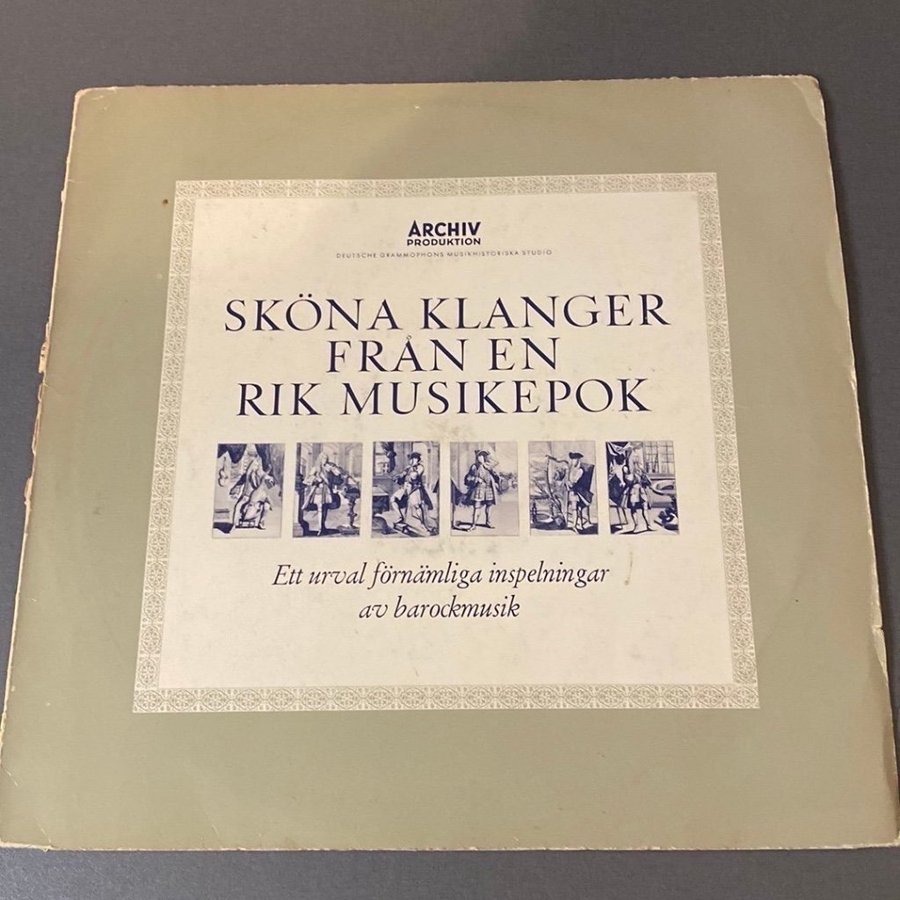 ARCHIV
PRODUKTION
DEUTSCHE GRAMMOPHONS MUSIKHISTORISKA STUDIO
SKÖNA KLANGER
FRÅN EN
RIK MUSIKEPOK
Ett urval förnämliga inspelningar
av barockmusik